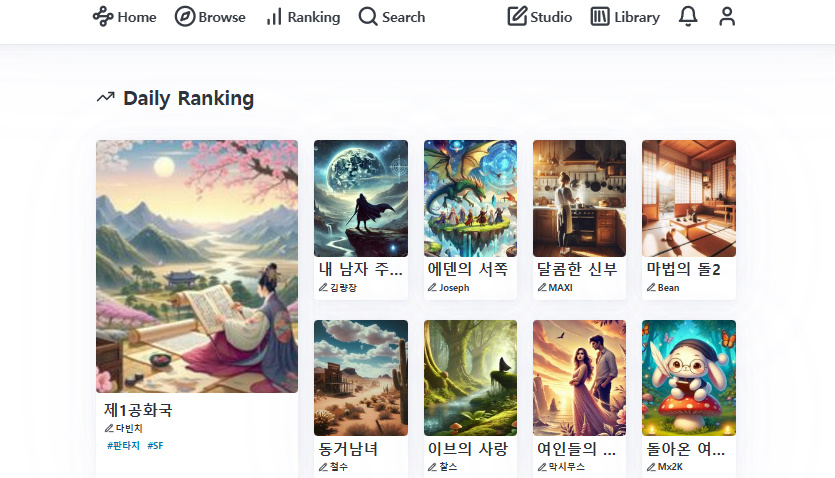 Home Browse Ranking Search Studio Library
Daily Ranking
제1공화국
다빈치
#판타지 #SF
내 남자 주...
김량장
에덴의 서쪽
Joseph
달콤한 신부
MAXI
마법의 돌2
Bean
동거남녀
철수
이브의 사랑
찰스
여인들의 ...
막시무스
돌아온 여...
Mx2K